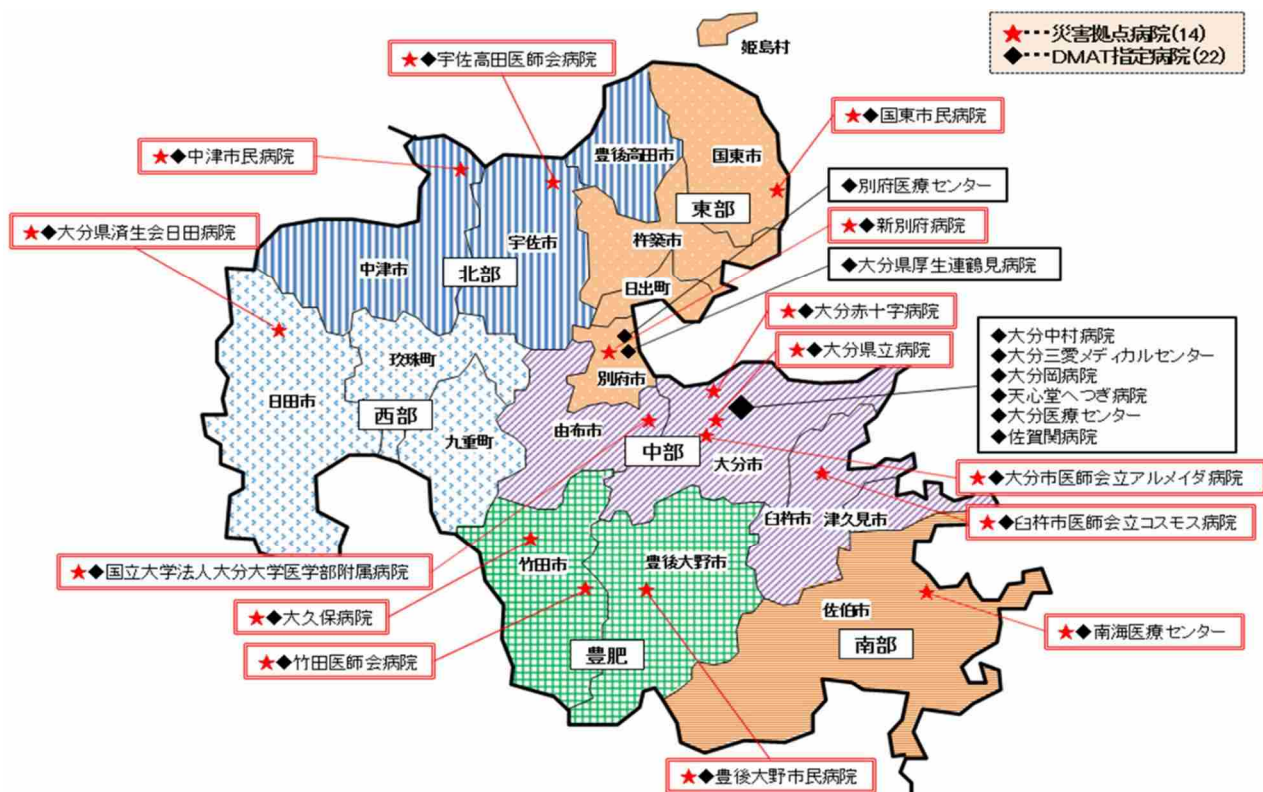 ★…災害拠点病院(14)
◆…DMAT指定病院(22)
姫島村
★◆宇佐高田医師会病院
★◆国東市民病院
★◆中津市民病院
豊後高田市
国東市
◆別府医療センター
東部
★◆新別府病院
★◆大分県済生会日田病院
宇佐市
杵築市
◆大分県厚生連鶴見病院
中津市
北部
日出町
★◆大分赤十字病院
◆大分中村病院
★◆大分県立病院
◆大分三愛メディカルセンター
玖珠町
別府市
◆大分岡病院
◆天心堂へつぎ病院
日田市
西部
◆大分医療センター
九重町
由布市
中部
◆佐賀関病院
大分市
★◆大分市医師会立アルメイダ病院
臼杵市
津久見市
★◆臼杵市医師会立コスモス病院
竹田市
豊後大野市
★◆国立大学法人大分大学医学部附属病院
佐伯市
★◆大久保病院
★◆南海医療センター
南部
豊肥
★◆竹田医師会病院
★◆豊後大野市民病院